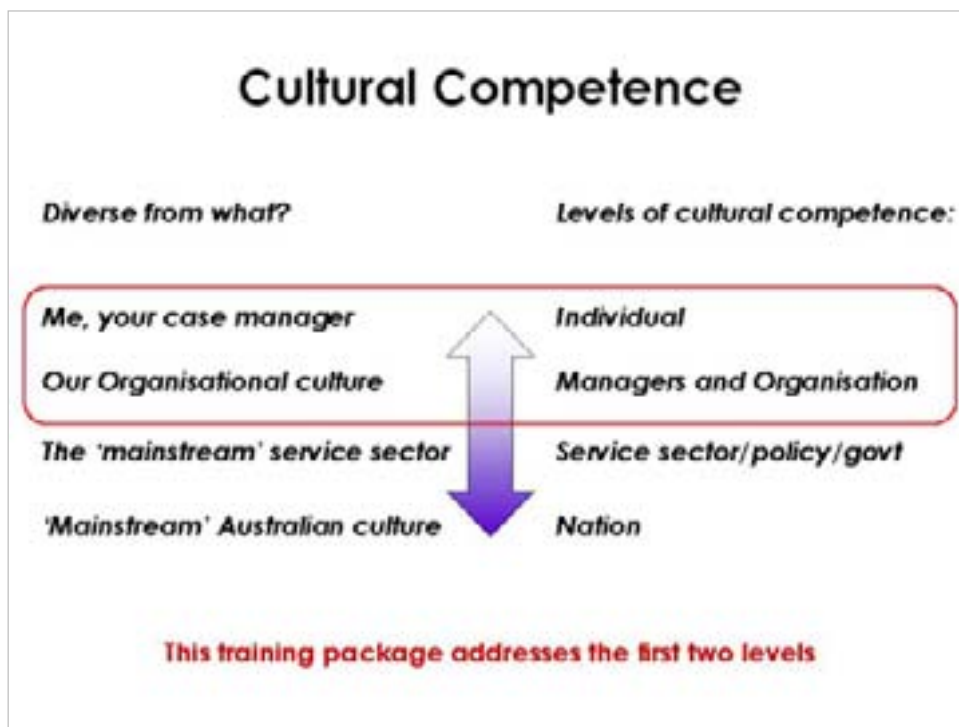 Cultural Competence
Diverse from what?
Levels of cultural competence:
Me, your case manager
Individual
Our Organisational culture
Managers and Organisation
The ‘mainstream’ service sector
Service sector/policy/govt
‘Mainstream’ Australian culture
Nation
This training package addresses the first two levels